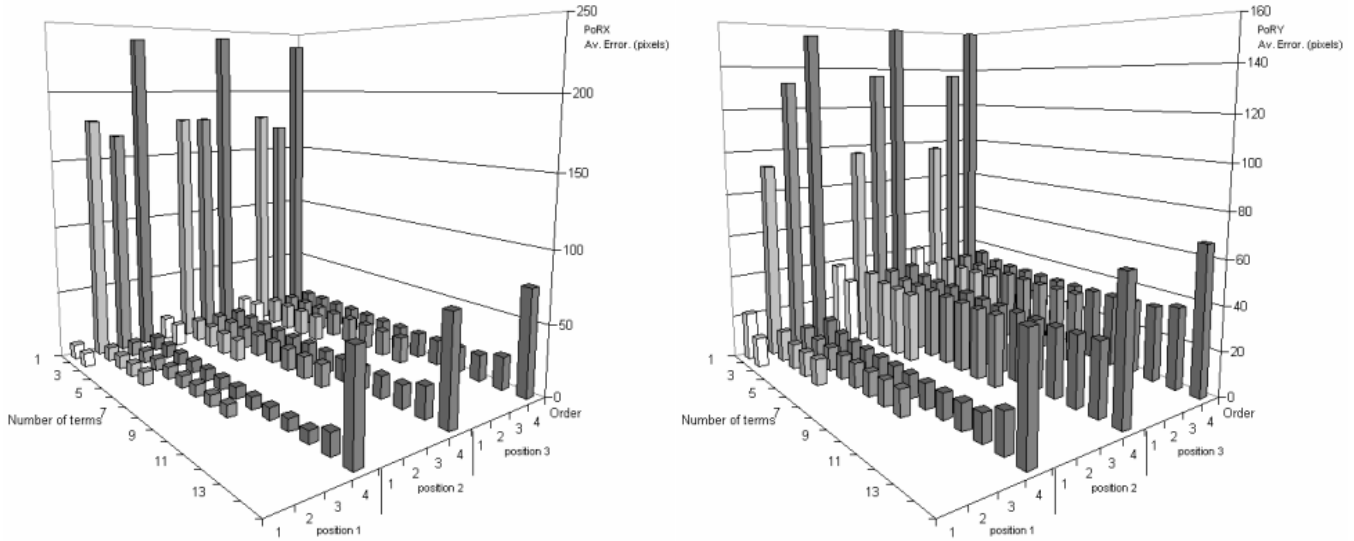 250
PoRX
Av. Error. (pixels)
200
150
100
50
0
Order
1
3
5
7
9
11
13
Number of terms
1 2 3 4 1 2 3 4 1 2 3 4
position 1
position 2
position 3
160
PoRY
Av. Error. (pixels)
140
120
100
80
60
40
20
0
Order
1
3
5
7
9
11
13
Number of terms
1 2 3 4 1 2 3 4 1 2 3 4
position 1
position 2
position 3